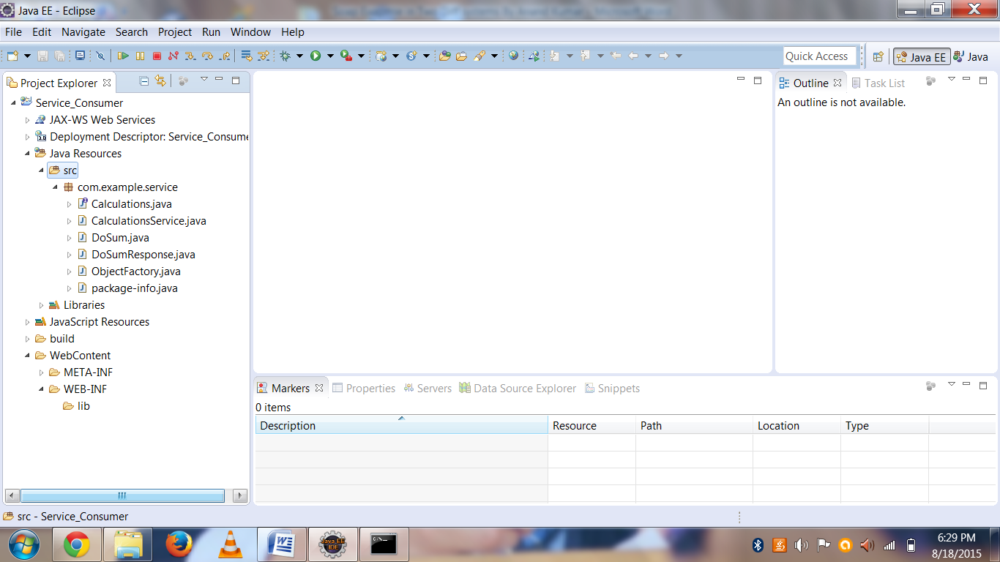 Java EE - Eclipse
File Edit Navigate Search Project Run Window Help
Quick Access Java EE Java
Project Explorer
Service_Consumer
JAX-WS Web Services
Deployment Descriptor: Service_Consume
Java Resources
src
com.example.service
Calculations.java
CalculationsService.java
DoSum.java
DoSumResponse.java
ObjectFactory.java
package-info.java
Libraries
JavaScript Resources
build
WebContent
META-INF
WEB-INF
lib
Outline Task List
An outline is not available.
Markers Properties Servers Data Source Explorer Snippets
0 items
Description Resource Path Location Type
src - Service_Consumer
Java EE
IDE
6:29 PM
8/18/2015